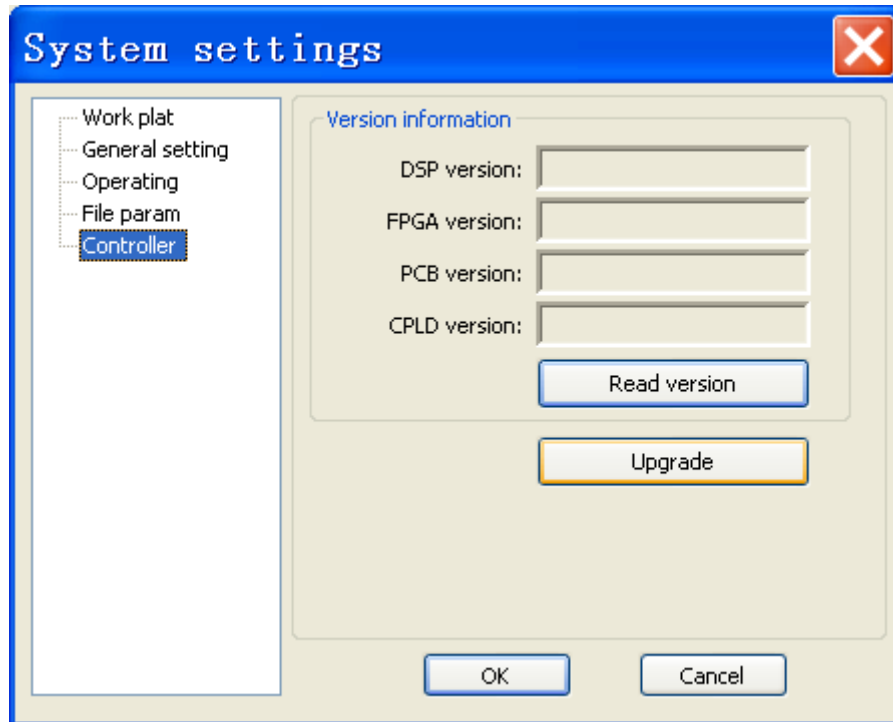 System settings
Work plat
General setting
Operating
File param
Controller
Version information
DSP version:
FPGA version:
PCB version:
CPLD version:
Read version
Upgrade
OK
Cancel